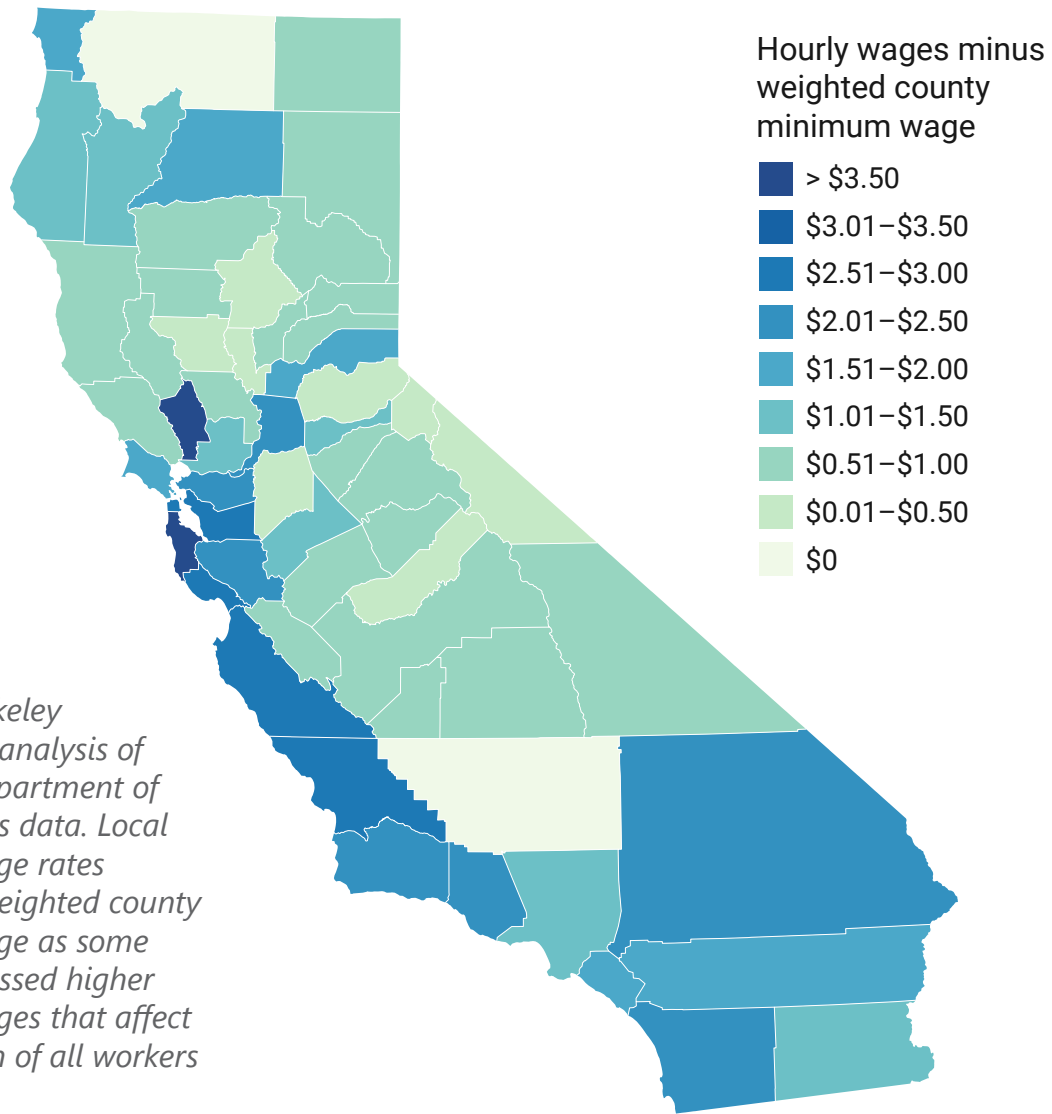 Hourly wages minus
weighted county
minimum wage
> $3.50
$3.01–$3.50
$2.51–$3.00
$2.01–$2.50
$1.51–$2.00
$1.01–$1.50
$0.51–$1.00
$0.01–$0.50
$0
keley
analysis of
partment of
s data. Local
ge rates
eighted county
ge as some
ssed higher
ges that affect
n of all workers